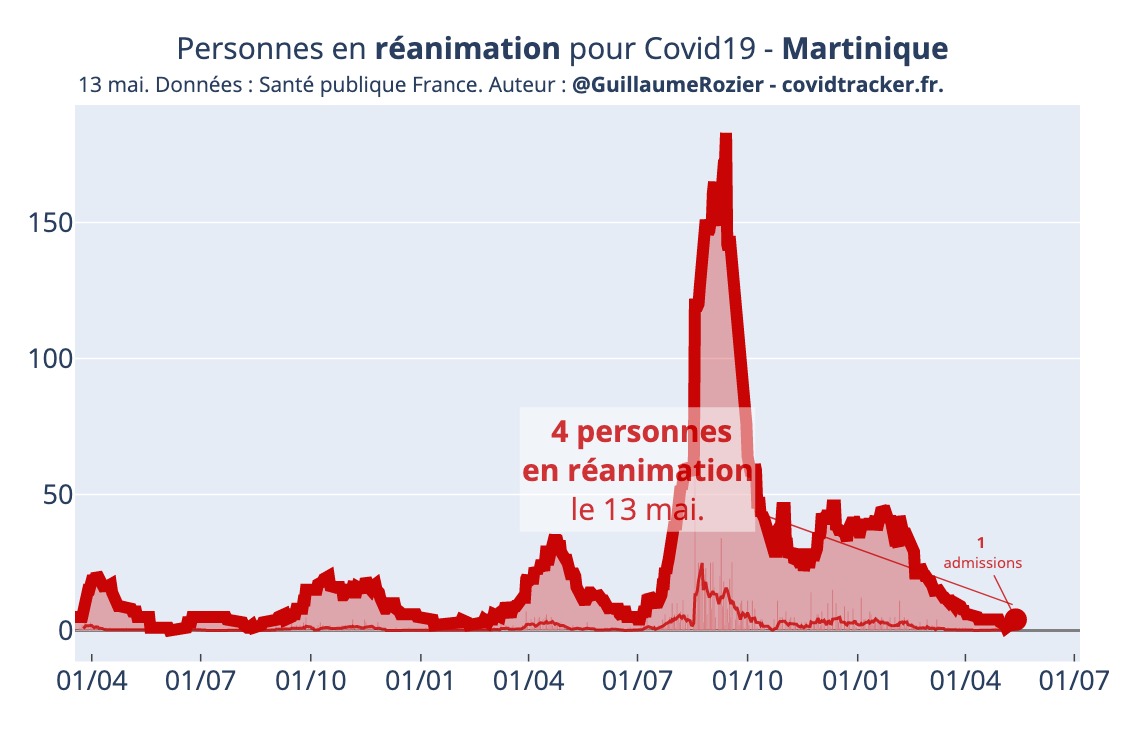 Personnes en réanimation pour Covid19 - Martinique
13 mai. Données : Santé publique France. Auteur : @GuillaumeRozier - covidtracker.fr.
150
100
50
0
4 personnes
en réanimation
le 13 mai.
1
admissions
01/04 01/07 01/10 01/01 01/04 01/07 01/10 01/01 01/04 01/07